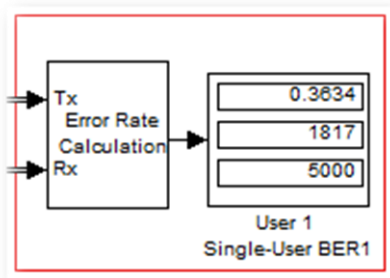 Tx
Error Rate
Calculation
Rx
0.3634
1817
5000
User 1
Single-User BER1